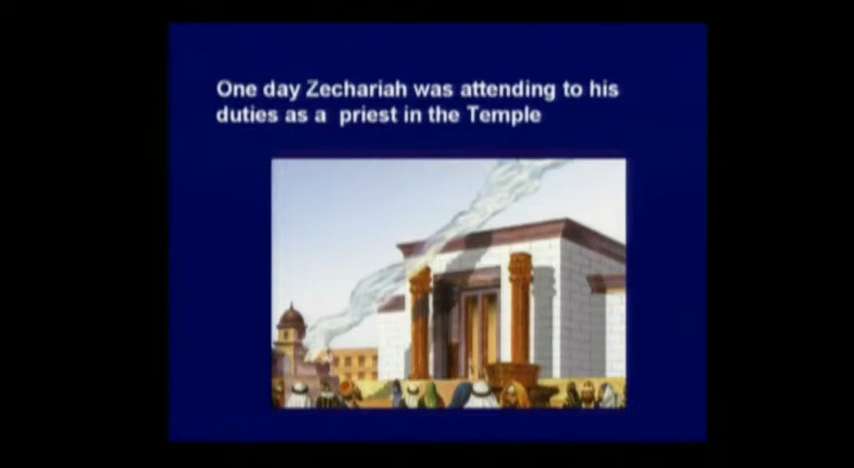 One day Zechariah was attending to his
duties as a  priest in the Temple